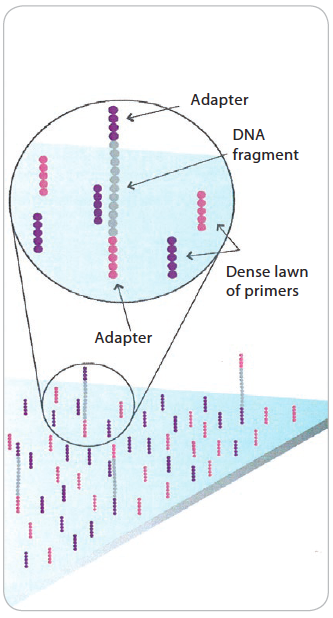 Adapter
DNA
fragment
Dense lawn
of primers
Adapter